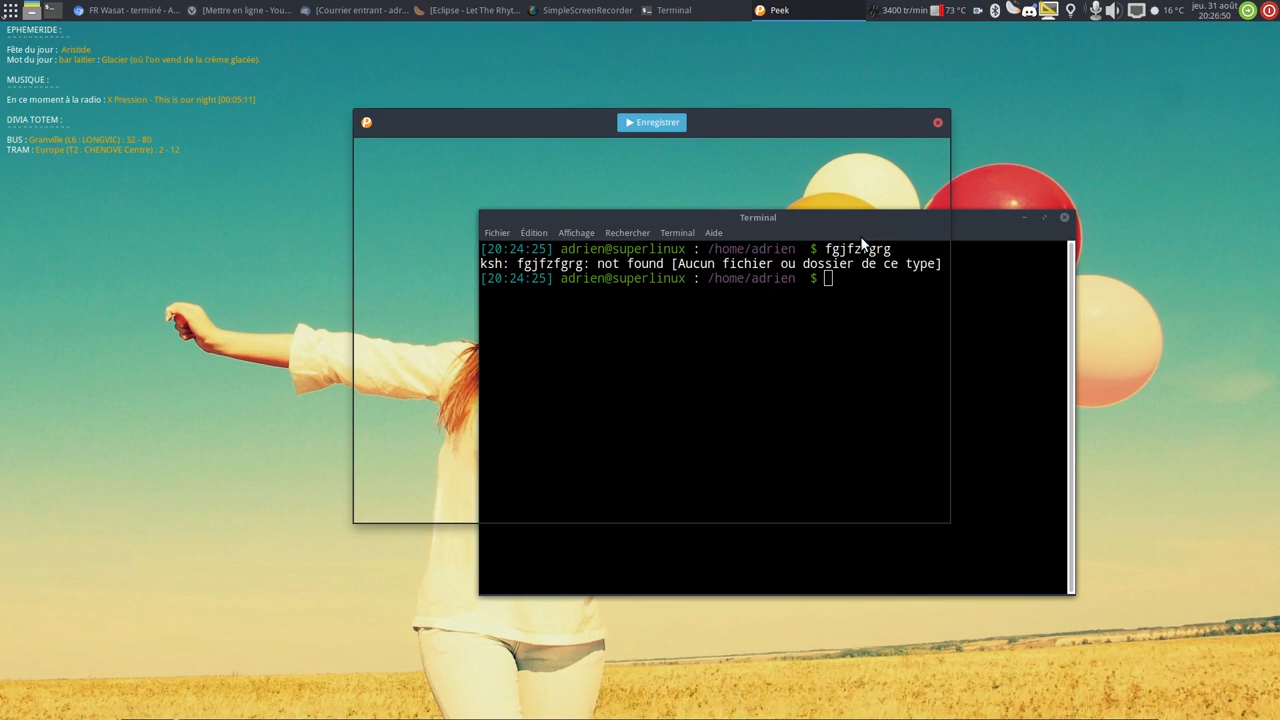 FR Wasat - terminé - A...
[Mettre en ligne - You...
[Courrier entrant - adr...
[Eclipse - Let The Rhyt...
SimpleScreenRecorder
Terminal
Peek
3400 tr/min
73 °C
16 °C
jeu. 31 août
20:26:50
EPHEMERIDE :
Fête du jour : Aristide
Mot du jour : bar laitier : Glacier (où l'on vend de la crème glacée).
MUSIQUE :
En ce moment à la radio : X Pression - This is our night [00:05:11]
DIVIA TOTEM :
BUS : Granville (L6 : LONGVIC) : 32 - 80
TRAM : Europe (T2 : CHENOVE Centre) : 2 - 12
Enregistrer
Terminal
Fichier Édition Affichage Rechercher Terminal Aide
[20:24:25] adrien@superlinux : /home/adrien $ fgjfzfgrg
ksh: fgjfzfgrg: not found [Aucun fichier ou dossier de ce type]
[20:24:25] adrien@superlinux : /home/adrien $